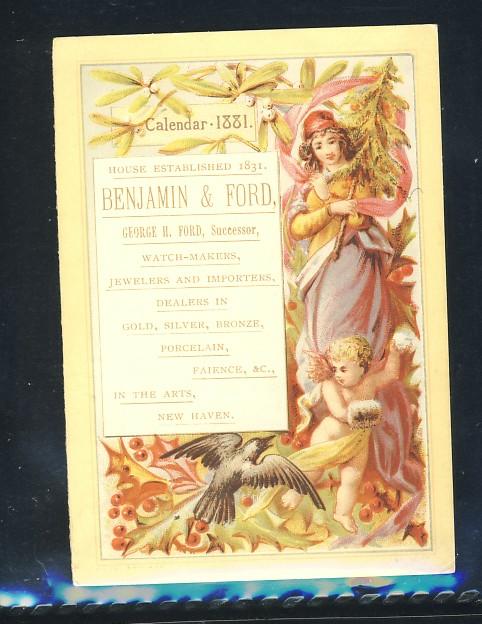 Calendar · 1881.
HOUSE ESTABLISHED 1831.
BENJAMIN & FORD,
GEORGE H. FORD, Successor,
WATCH-MAKERS,
JEWELERS AND IMPORTERS,
DEALERS IN
GOLD, SILVER, BRONZE,
PORCELAIN,
FAIENCE, &C.,
IN THE ARTS,
NEW HAVEN.